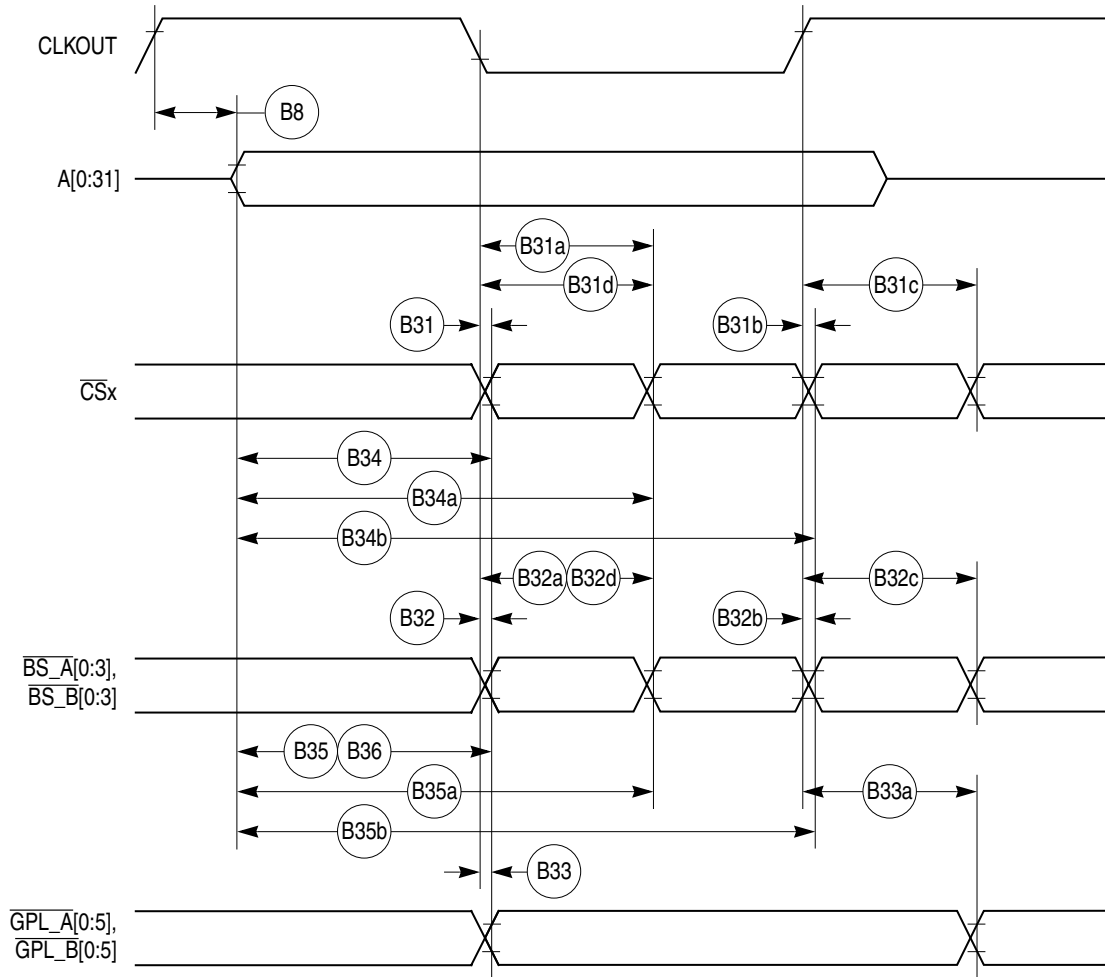 CLKOUT
B8
A[0:31]
B31a
B31d
B31c
B31
B31b
CSx
B34
B34a
B34b
B32a B32d
B32c
B32
B32b
BS_A[0:3],
BS_B[0:3]
B35 B36
B35a
B33a
B35b
B33
GPL_A[0:5],
GPL_B[0:5]